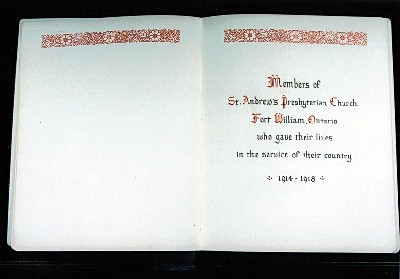 Members of
St. Andrew's Presbyterian Church
Fort William, Ontario
who gave their lives
in the service of their country
1914 - 1918